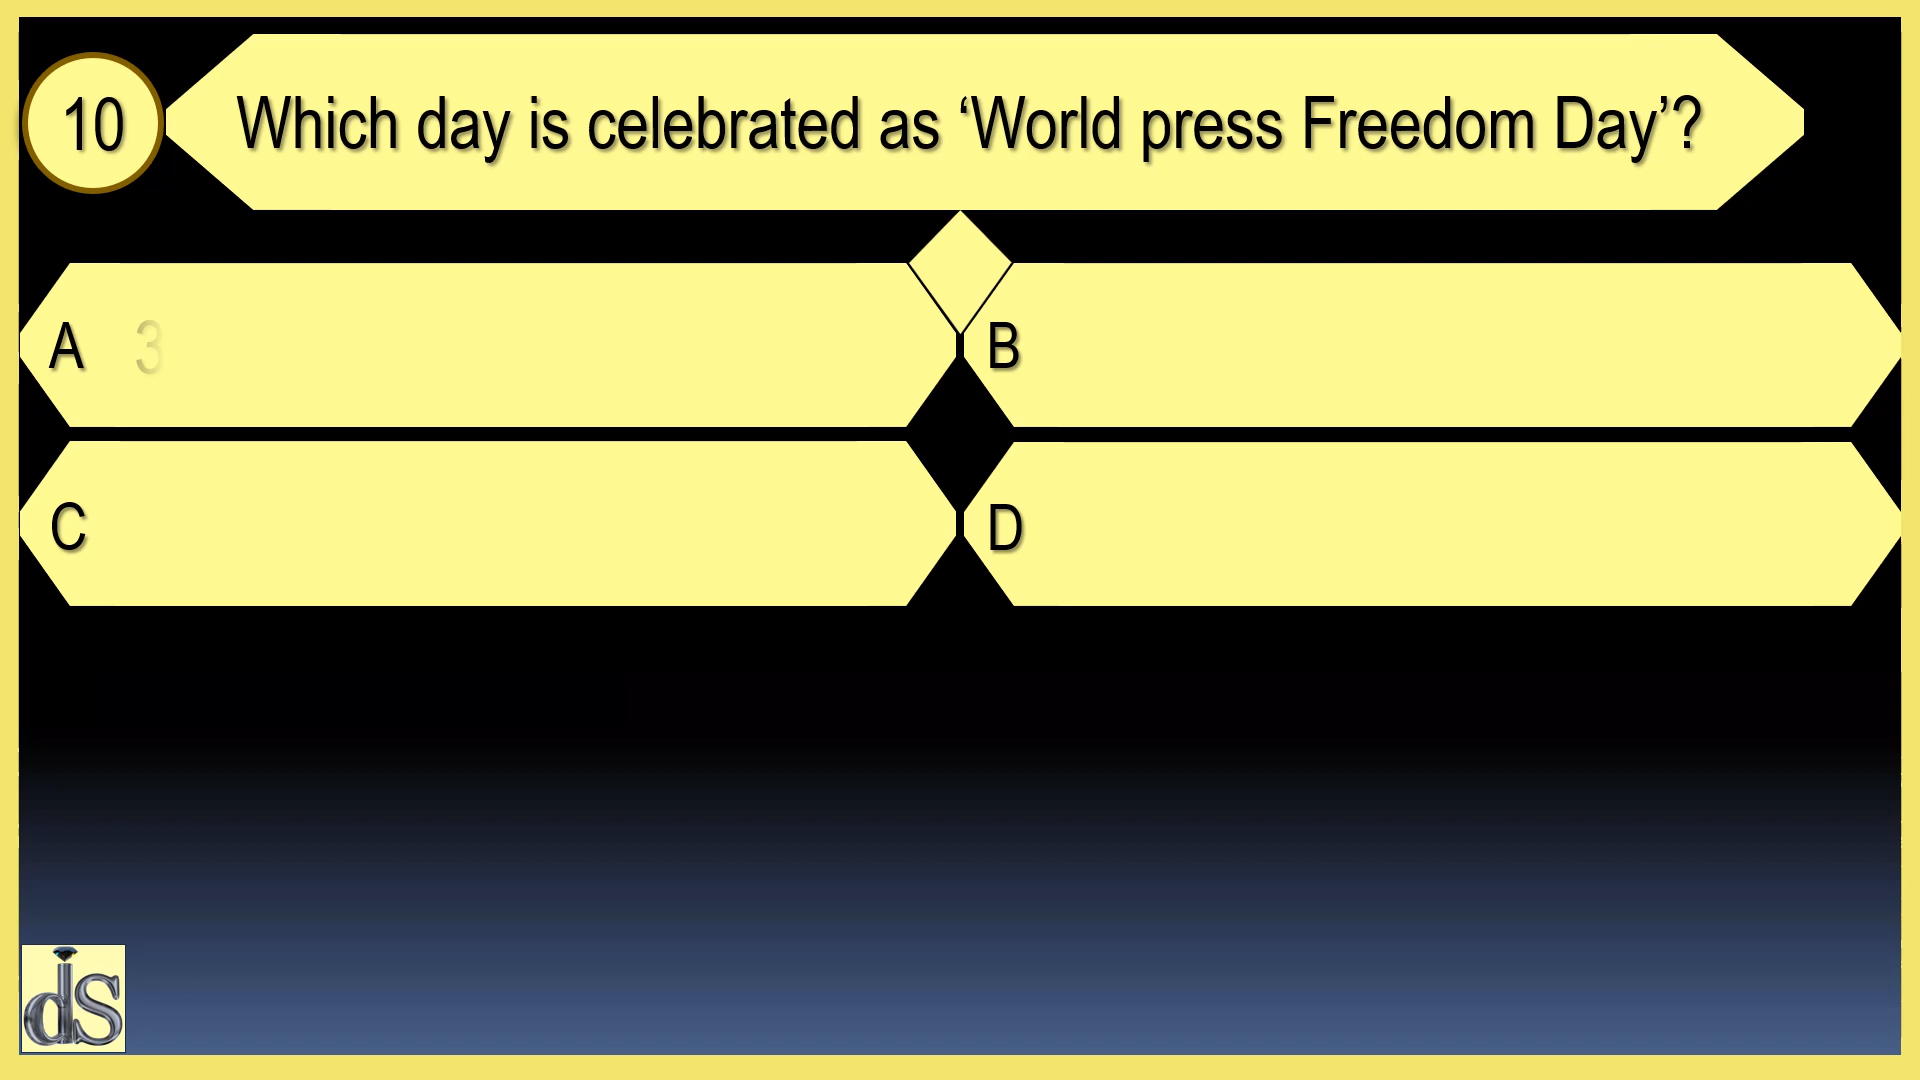 10
Which day is celebrated as ‘World press Freedom Day’?
A 3
B
C
D
ds